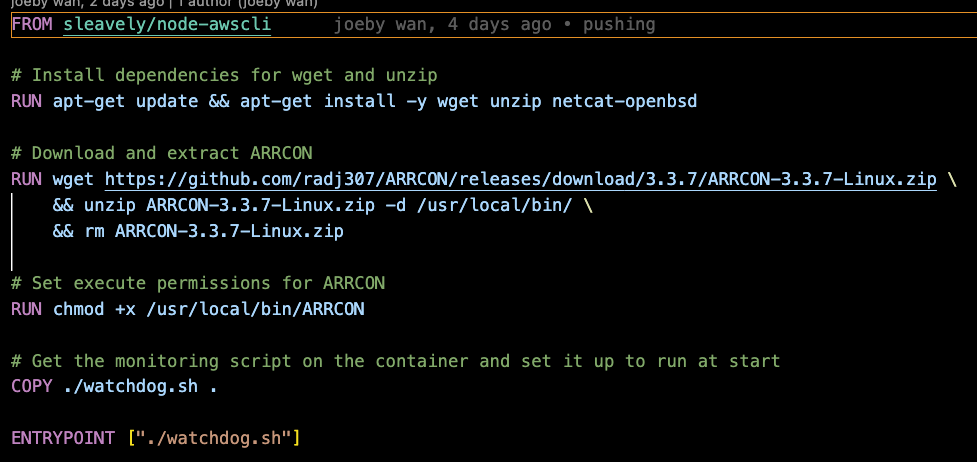 joeby wan, 2 days ago | 1 author (joeby wan)
FROM sleavely/node-awscli joeby wan, 4 days ago • pushing
# Install dependencies for wget and unzip
RUN apt-get update && apt-get install -y wget unzip netcat-openbsd
# Download and extract ARRCON
RUN wget https://github.com/radj307/ARRCON/releases/download/3.3.7/ARRCON-3.3.7-Linux.zip \
&& unzip ARRCON-3.3.7-Linux.zip -d /usr/local/bin/ \
&& rm ARRCON-3.3.7-Linux.zip
# Set execute permissions for ARRCON
RUN chmod +x /usr/local/bin/ARRCON
# Get the monitoring script on the container and set it up to run at start
COPY ./watchdog.sh .
ENTRYPOINT ["./watchdog.sh"]